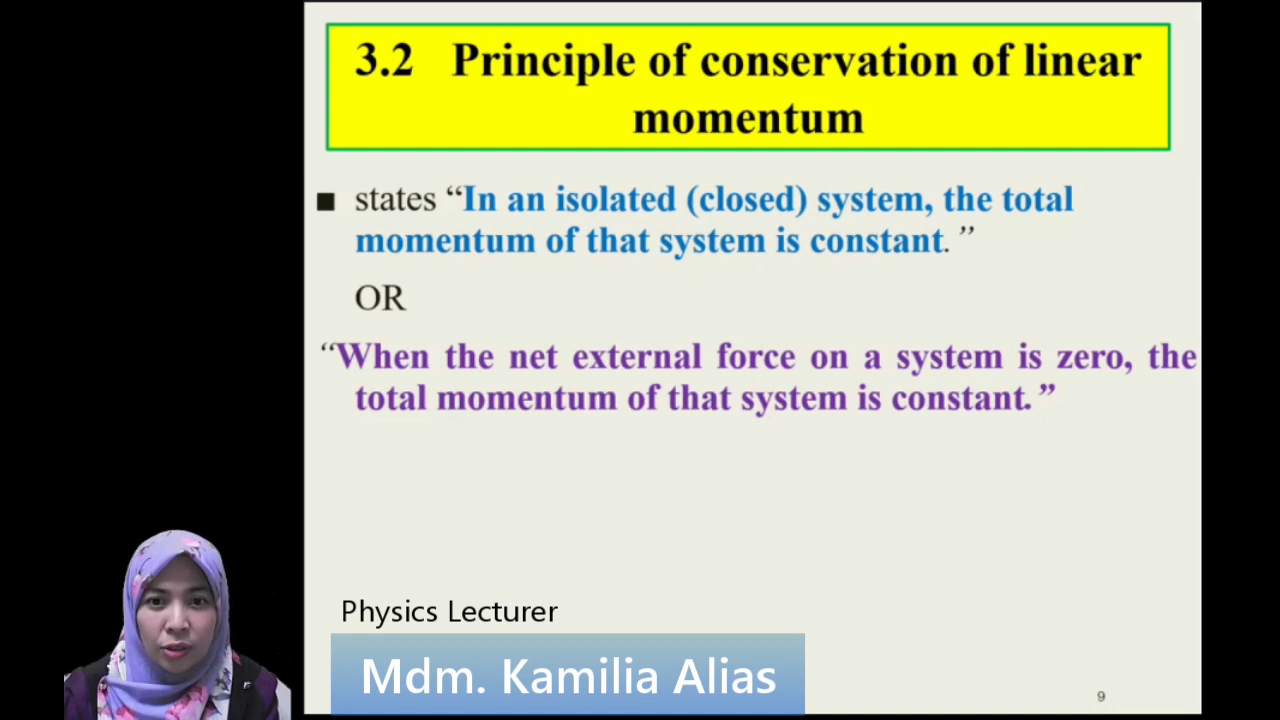 3.2 Principle of conservation of linear
momentum
■ states “In an isolated (closed) system, the total
momentum of that system is constant. ”
OR
“When the net external force on a system is zero, the
total momentum of that system is constant. ”
Physics Lecturer
Mdm. Kamilia Alias
9